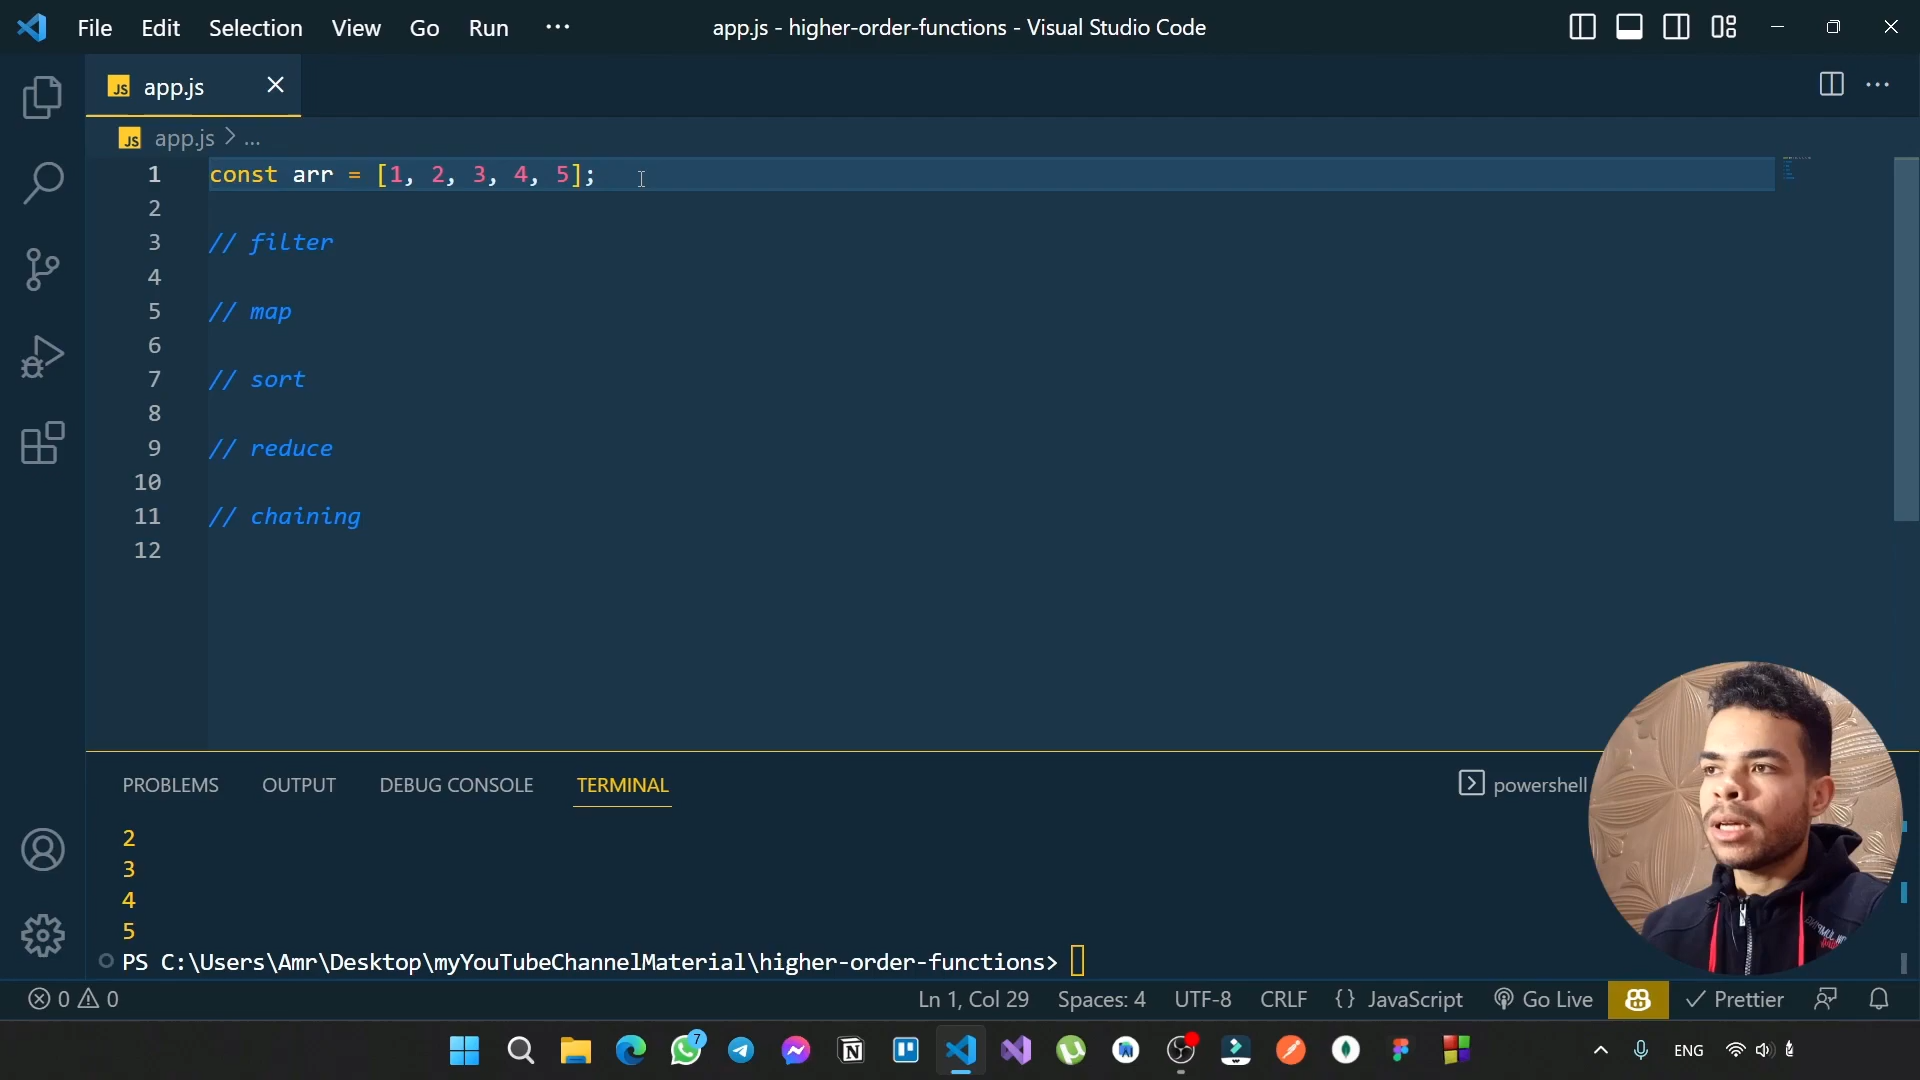 File Edit Selection View Go Run ··· app.js - higher-order-functions - Visual Studio Code
JS app.js
JS app.js > ...
1 const arr = [1, 2, 3, 4, 5];
2
3 // filter
4
5 // map
6
7 // sort
8
9 // reduce
10
11 // chaining
12
PROBLEMS OUTPUT DEBUG CONSOLE TERMINAL powershell
2
3
4
5
PS C:\Users\Amr\Desktop\myYouTubeChannelMaterial\higher-order-functions>
0 0 Ln 1, Col 29 Spaces: 4 UTF-8 CRLF {} JavaScript Go Live Prettier
7 ENG